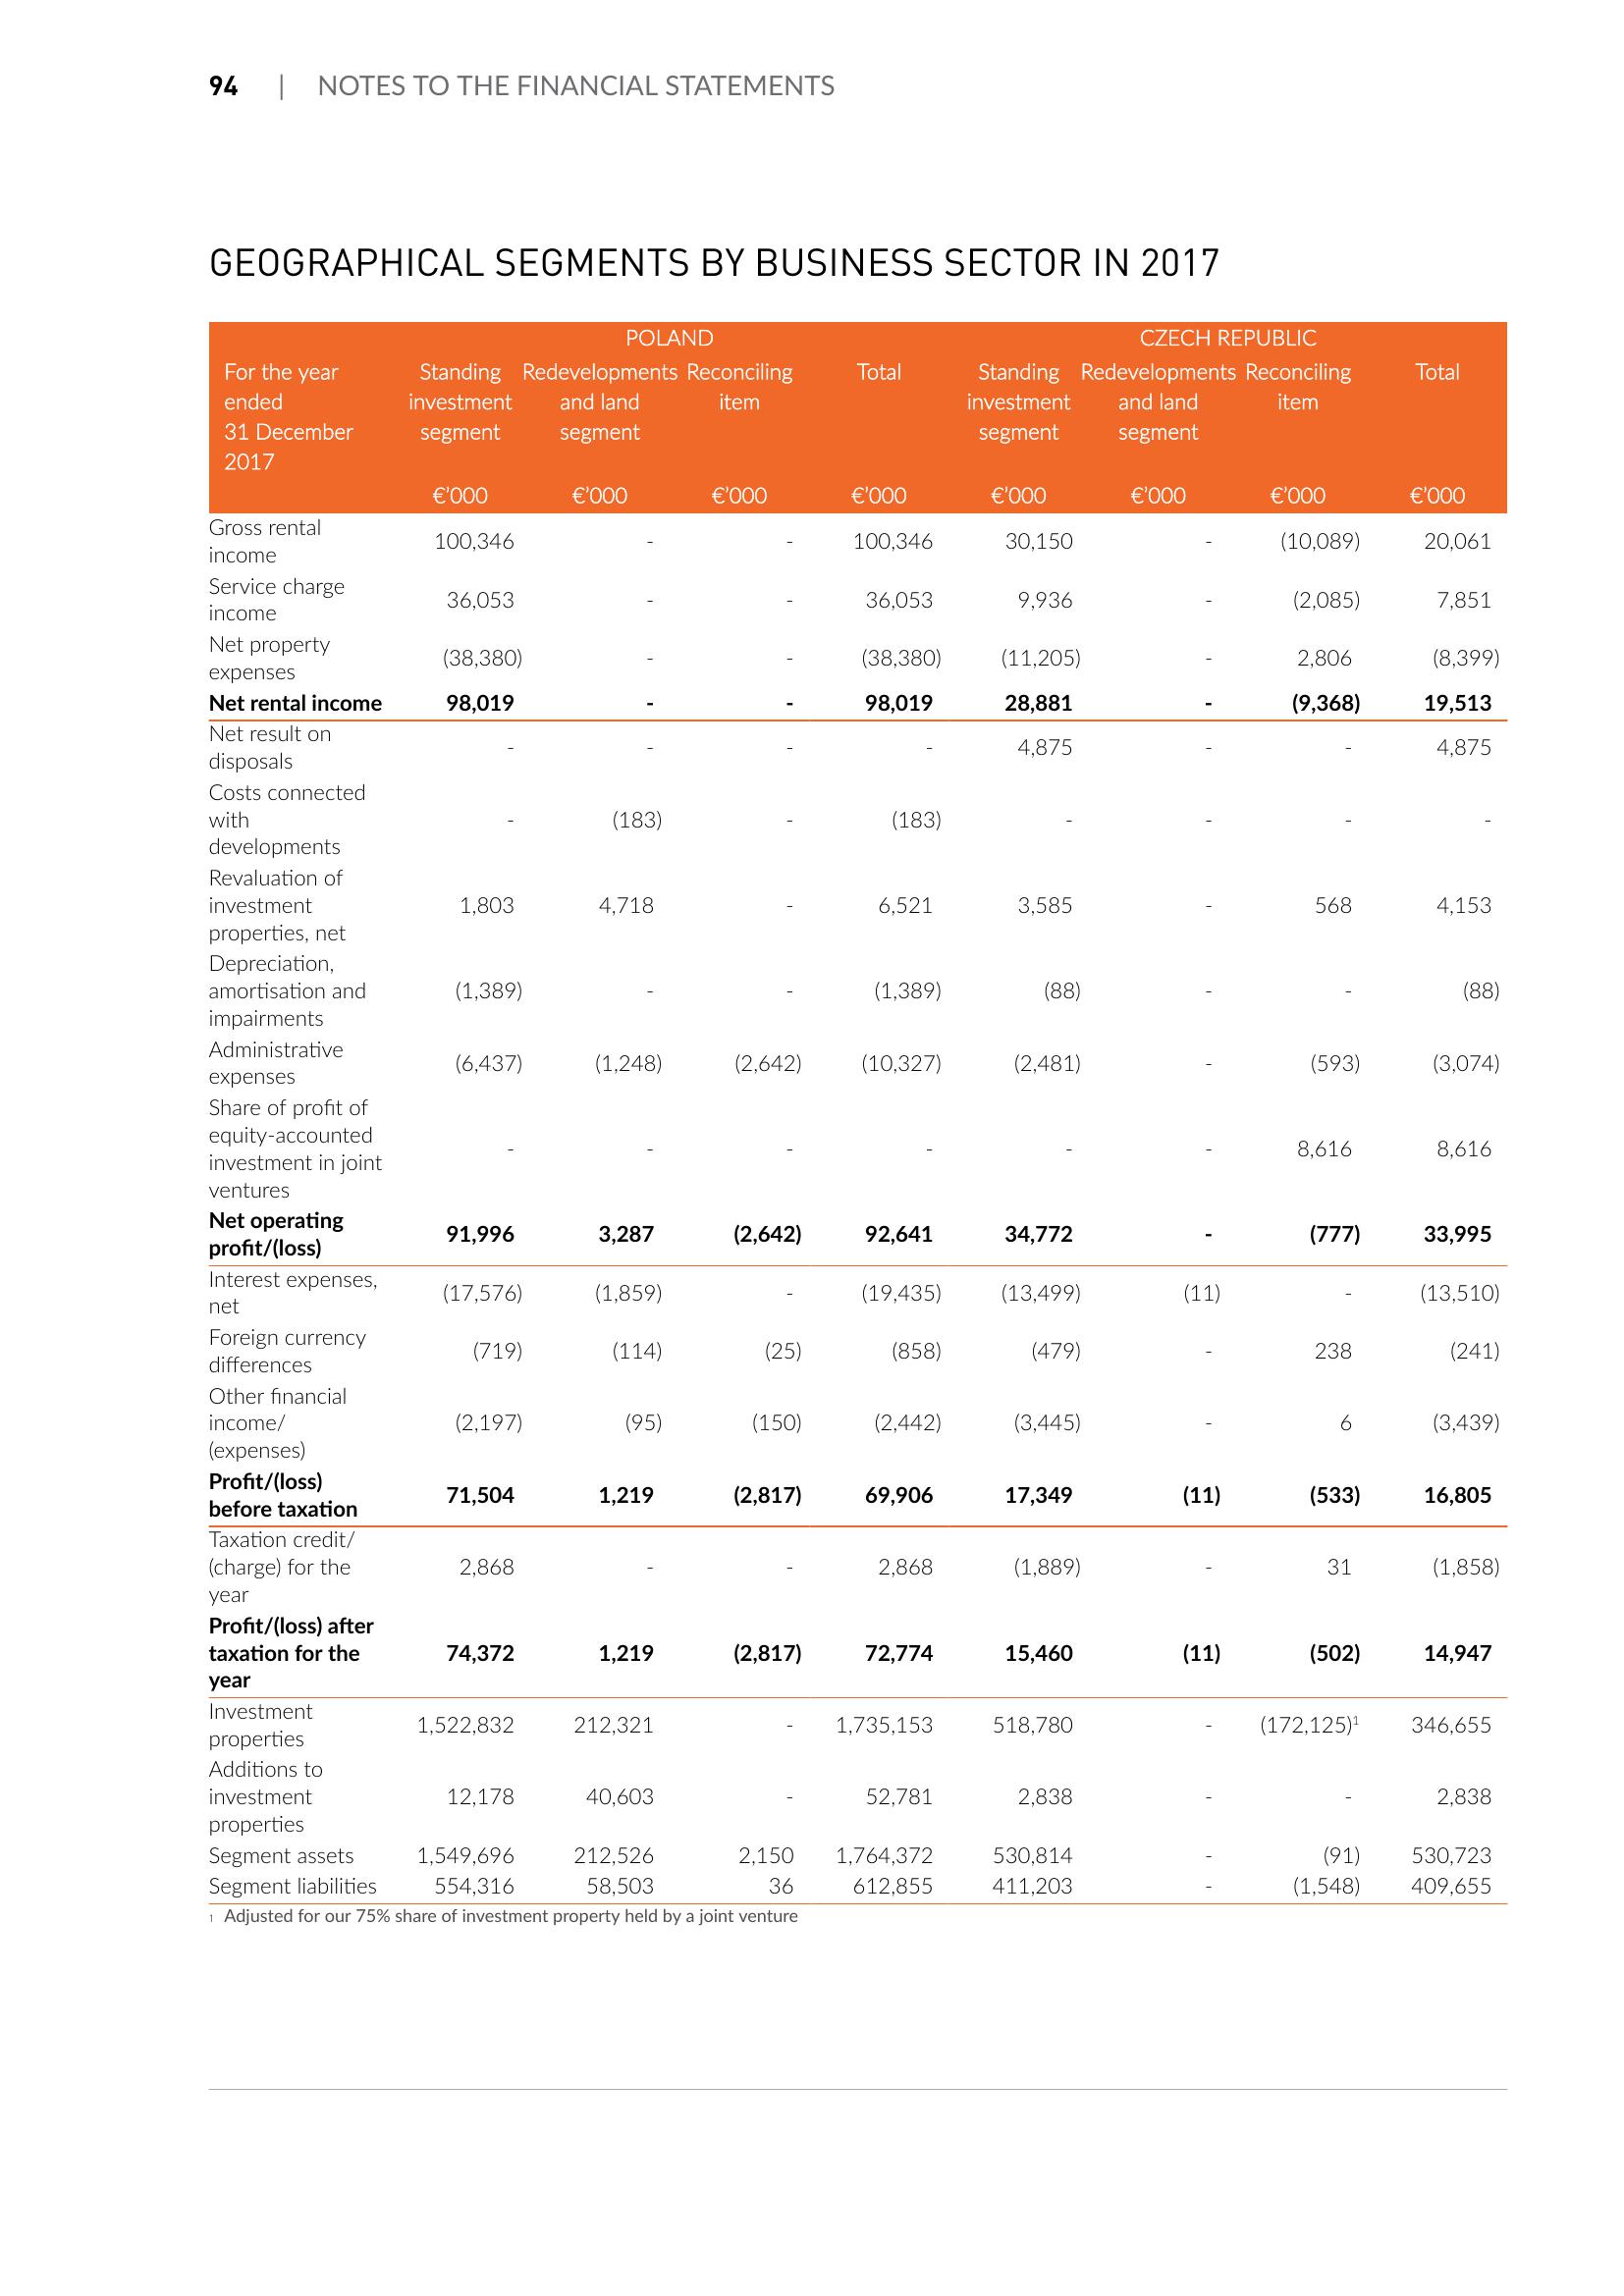 94 | NOTES TO THE FINANCIAL STATEMENTS
GEOGRAPHICAL SEGMENTS BY BUSINESS SECTOR IN 2017
POLAND CZECH REPUBLIC
For the year Standing Redevelopments Reconciling Total Standing Redevelopments Reconciling Total
ended investment and land item investment and land item
31 December segment segment segment segment
2017
€'000 €'000 €'000 €'000 €'000 €'000 €'000 €'000
Gross rental
income 100,346 - - 100,346 30,150 - (10,089) 20,061
Service charge
income 36,053 - - 36,053 9,936 - (2,085) 7,851
Net property
expenses (38,380) - - (38,380) (11,205) - 2,806 (8,399)
Net rental income 98,019 - - 98,019 28,881 - (9,368) 19,513
Net result on
disposals - - - - 4,875 - - 4,875
Costs connected
with - (183) - (183) - - - -
developments
Revaluation of
investment 1,803 4,718 - 6,521 3,585 - 568 4,153
properties, net
Depreciation,
amortisation and (1,389) - - (1,389) (88) - - (88)
impairments
Administrative
expenses (6,437) (1,248) (2,642) (10,327) (2,481) - (593) (3,074)
Share of profit of
equity-accounted
investment in joint - - - - - - 8,616 8,616
ventures
Net operating
profit/(loss) 91,996 3,287 (2,642) 92,641 34,772 - (777) 33,995
Interest expenses,
net (17,576) (1,859) - (19,435) (13,499) (11) - (13,510)
Foreign currency
differences (719) (114) (25) (858) (479) - 238 (241)
Other financial
income/ (2,197) (95) (150) (2,442) (3,445) - 6 (3,439)
(expenses)
Profit/(loss)
before taxation 71,504 1,219 (2,817) 69,906 17,349 (11) (533) 16,805
Taxation credit/
(charge) for the 2,868 - - 2,868 (1,889) - 31 (1,858)
year
Profit/(loss) after
taxation for the 74,372 1,219 (2,817) 72,774 15,460 (11) (502) 14,947
year
Investment
properties 1,522,832 212,321 - 1,735,153 518,780 - (172,125)¹ 346,655
Additions to
investment 12,178 40,603 - 52,781 2,838 - - 2,838
properties
Segment assets 1,549,696 212,526 2,150 1,764,372 530,814 - (91) 530,723
Segment liabilities 554,316 58,503 36 612,855 411,203 - (1,548) 409,655
¹ Adjusted for our 75% share of investment property held by a joint venture